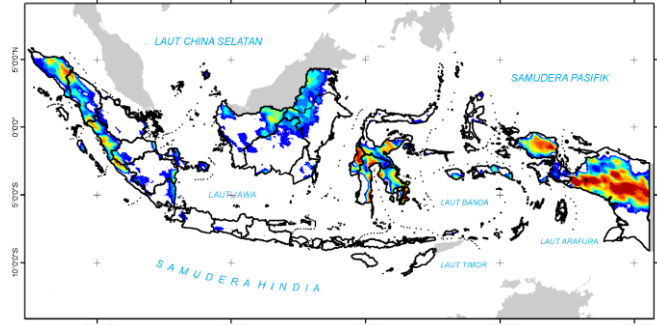 LAUT CHINA SELATAN
SAMUDERA PASIFIK
5°0'0"N
0°0'0"
LAUT JAWA
LAUT BANDA
5°0'0"S
LAUT ARAFURA
LAUT TIMOR
10°0'0"S
SAMUDERA HINDIA